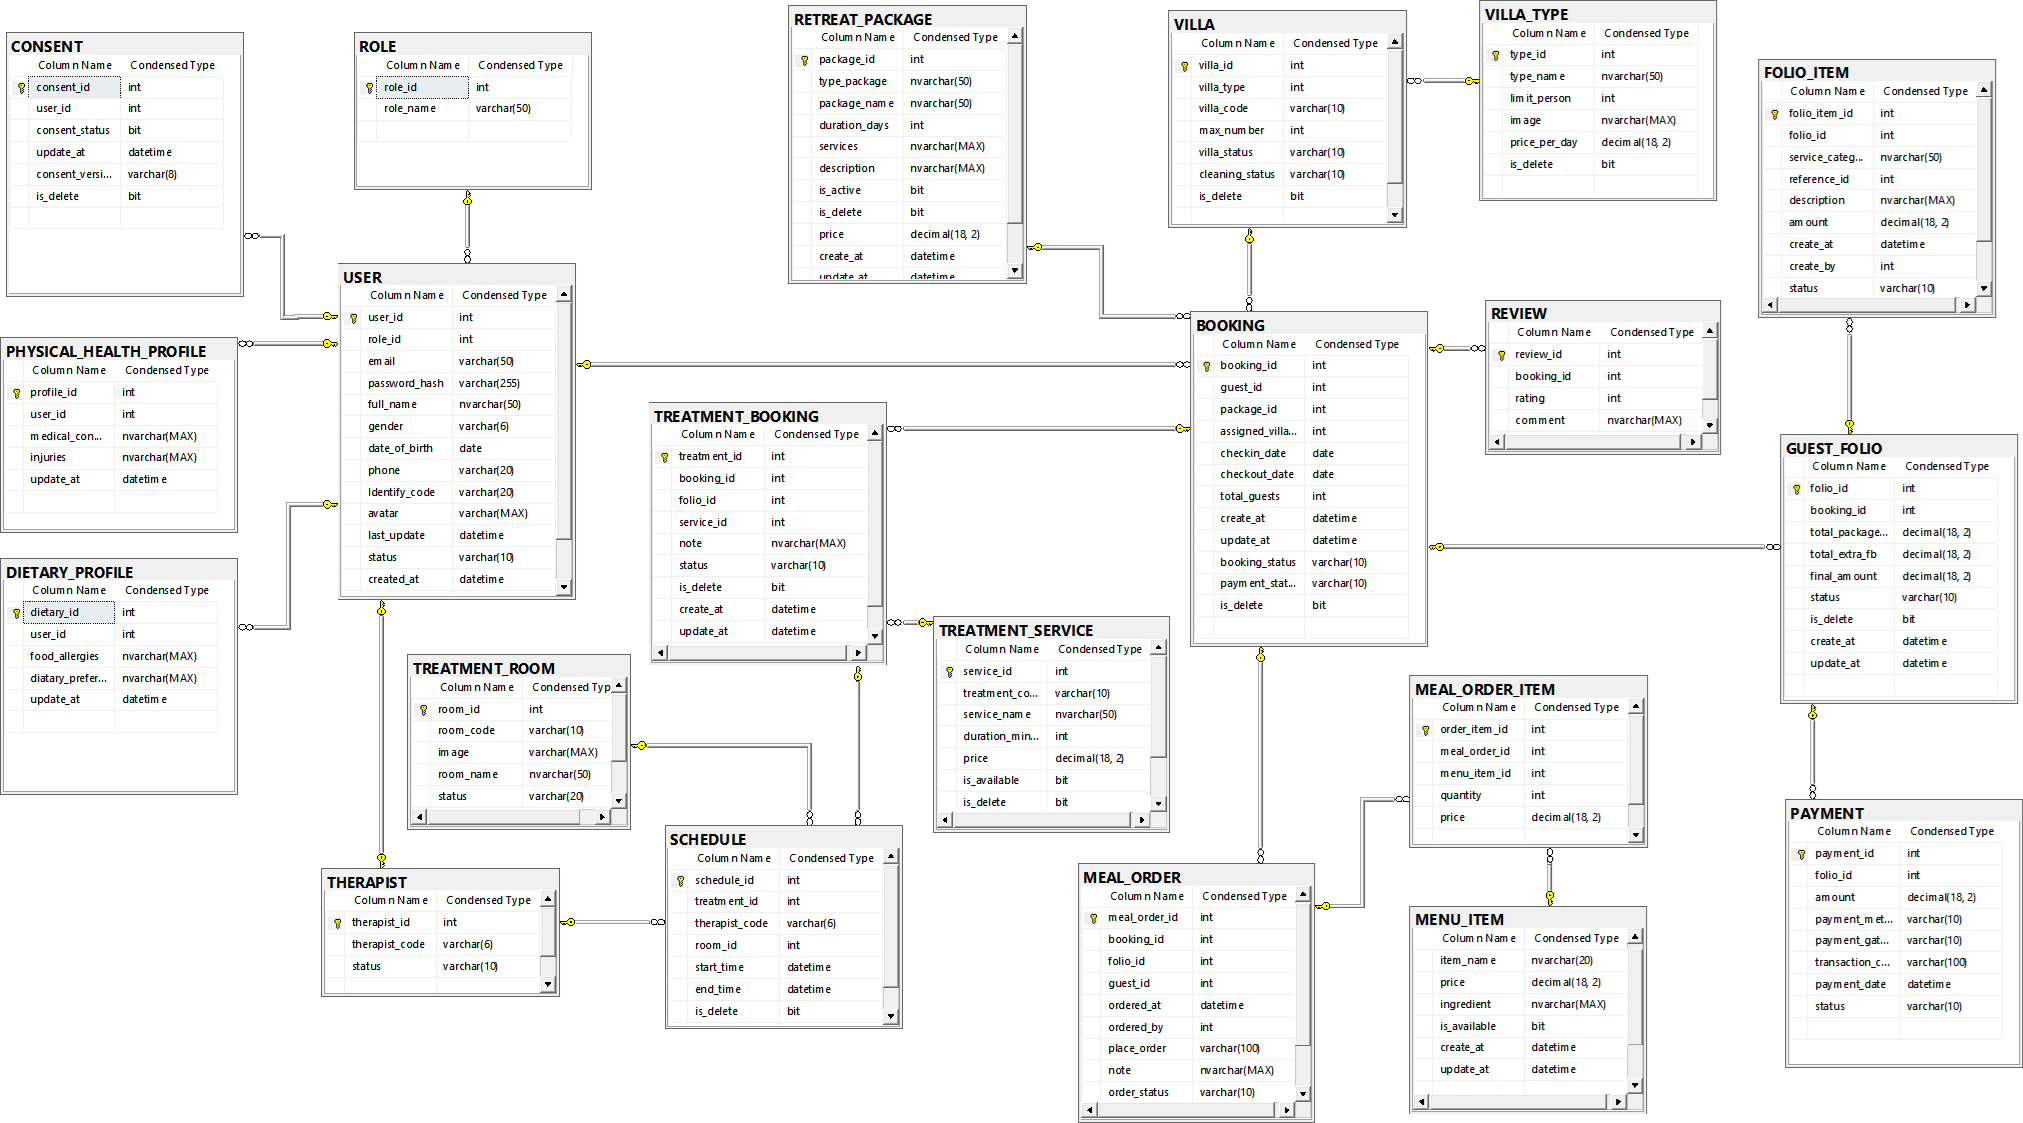 CONSENT
Column Name Condensed Type
consent_id int
user_id int
consent_status bit
update_at datetime
consent_versi... varchar(8)
is_delete bit
ROLE
Column Name Condensed Type
role_id int
role_name varchar(50)
RETREAT_PACKAGE
Column Name Condensed Type
package_id int
type_package nvarchar(50)
package_name nvarchar(50)
duration_days int
services nvarchar(MAX)
description nvarchar(MAX)
is_active bit
is_delete bit
price decimal(18, 2)
create_at datetime
update_at datetime
VILLA
Column Name Condensed Type
villa_id int
villa_type int
villa_code varchar(10)
max_number int
villa_status varchar(10)
cleaning_status varchar(10)
is_delete bit
VILLA_TYPE
Column Name Condensed Type
type_id int
type_name nvarchar(50)
limit_person int
image nvarchar(MAX)
price_per_day decimal(18, 2)
is_delete bit
FOLIO_ITEM
Column Name Condensed Type
folio_item_id int
folio_id int
service_categ... nvarchar(50)
reference_id int
description nvarchar(MAX)
amount decimal(18, 2)
create_at datetime
create_by int
status varchar(10)
USER
Column Name Condensed Type
user_id int
role_id int
email varchar(50)
password_hash varchar(255)
full_name nvarchar(50)
gender varchar(6)
date_of_birth date
phone varchar(20)
Identify_code varchar(20)
avatar varchar(MAX)
last_update datetime
status varchar(10)
created_at datetime
PHYSICAL_HEALTH_PROFILE
Column Name Condensed Type
profile_id int
user_id int
medical_con... nvarchar(MAX)
injuries nvarchar(MAX)
update_at datetime
DIETARY_PROFILE
Column Name Condensed Type
dietary_id int
user_id int
food_allergies nvarchar(MAX)
diatary_prefer... nvarchar(MAX)
update_at datetime
BOOKING
Column Name Condensed Type
booking_id int
guest_id int
package_id int
assigned_villa... int
checkin_date date
checkout_date date
total_guests int
create_at datetime
update_at datetime
booking_status varchar(10)
payment_stat... varchar(10)
is_delete bit
REVIEW
Column Name Condensed Type
review_id int
booking_id int
rating int
comment nvarchar(MAX)
TREATMENT_BOOKING
Column Name Condensed Type
treatment_id int
booking_id int
folio_id int
service_id int
note nvarchar(MAX)
status varchar(10)
is_delete bit
create_at datetime
update_at datetime
GUEST_FOLIO
Column Name Condensed Type
folio_id int
booking_id int
total_package... decimal(18, 2)
total_extra_fb decimal(18, 2)
final_amount decimal(18, 2)
status varchar(10)
is_delete bit
create_at datetime
update_at datetime
TREATMENT_SERVICE
Column Name Condensed Type
service_id int
treatment_co... varchar(10)
service_name nvarchar(50)
duration_min... int
price decimal(18, 2)
is_available bit
is_delete bit
TREATMENT_ROOM
Column Name Condensed Typ
room_id int
room_code varchar(10)
image varchar(MAX)
room_name nvarchar(50)
status varchar(20)
MEAL_ORDER_ITEM
Column Name Condensed Type
order_item_id int
meal_order_id int
menu_item_id int
quantity int
price decimal(18, 2)
PAYMENT
Column Name Condensed Type
payment_id int
folio_id int
amount decimal(18, 2)
payment_met... varchar(10)
payment_gat... varchar(10)
transaction_c... varchar(100)
payment_date datetime
status varchar(10)
SCHEDULE
Column Name Condensed Type
schedule_id int
treatment_id int
therapist_code varchar(6)
room_id int
start_time datetime
end_time datetime
is_delete bit
THERAPIST
Column Name Condensed Type
therapist_id int
therapist_code varchar(6)
status varchar(10)
MEAL_ORDER
Column Name Condensed Type
meal_order_id int
booking_id int
folio_id int
guest_id int
ordered_at datetime
ordered_by int
place_order varchar(100)
note nvarchar(MAX)
order_status varchar(10)
MENU_ITEM
Column Name Condensed Type
item_name nvarchar(20)
price decimal(18, 2)
ingredient nvarchar(MAX)
is_available bit
create_at datetime
update_at datetime